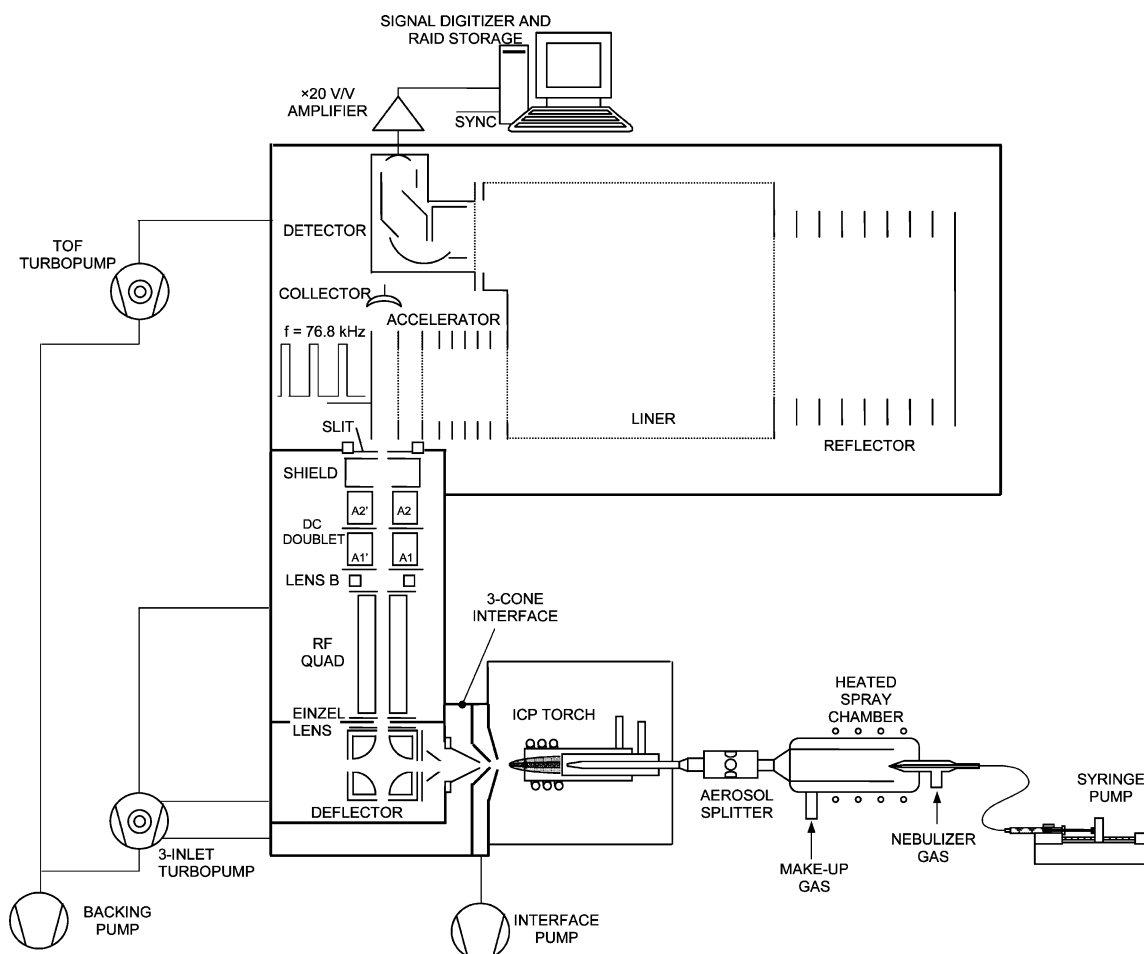 SIGNAL DIGITIZER AND
RAID STORAGE
×20 V/V
AMPLIFIER
SYNC
DETECTOR
TOF
TURBOPUMP
COLLECTOR
ACCELERATOR
f = 76.8 kHz
LINER
SLIT
REFLECTOR
SHIELD
A2'
A2
DC
DOUBLET
A1'
A1
LENS B
3-CONE
INTERFACE
RF
QUAD
HEATED
SPRAY
CHAMBER
EINZEL
LENS
ICP TORCH
SYRINGE
PUMP
AEROSOL
SPLITTER
DEFLECTOR
NEBULIZER
GAS
3-INLET
TURBOPUMP
MAKE-UP
GAS
BACKING
PUMP
INTERFACE
PUMP